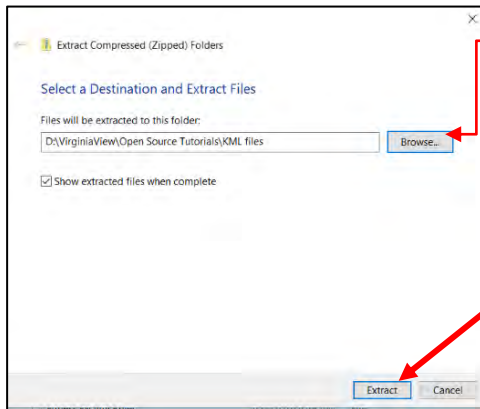 Extract Compressed (Zipped) Folders
Select a Destination and Extract Files
Files will be extracted to this folder:
D:\VirginiaView\Open Source Tutorials\KML files
Browse...
Show extracted files when complete
Extract
Cancel